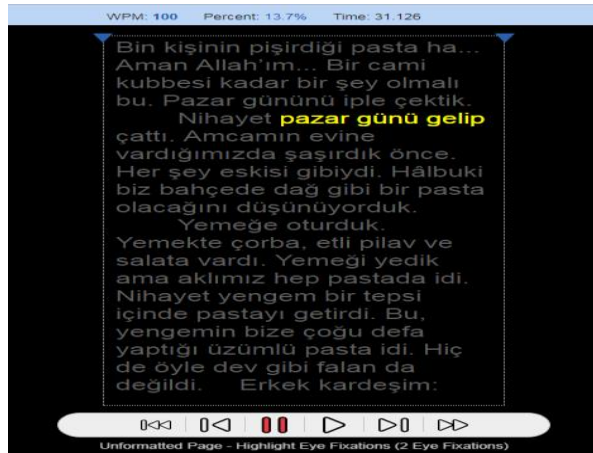 WPM: 100 Percent: 13.7% Time: 31.126
Bin kişinin pişirdiği pasta ha...
Aman Allah'ım... Bir cami
kubbesi kadar bir şey olmalı
bu. Pazar gününü iple çektik.
Nihayet pazar günü gelip
çattı. Amcamın evine
vardığımızda şaşırdık önce.
Her şey eskisi gibiydi. Hâlbuki
biz bahçede dağ gibi bir pasta
olacağını düşünüyorduk.
Yemeğe oturduk.
Yemekte çorba, etli pilav ve
salata vardı. Yemeği yedik
ama aklımız hep pastada idi.
Nihayet yengem bir tepsi
içinde pastayı getirdi. Bu,
yengemin bize çoğu defa
yaptığı üzümlü pasta idi. Hiç
de öyle dev gibi falan da
değildi. Erkek kardeşim:
Unformatted Page - Highlight Eye Fixations (2 Eye Fixations)